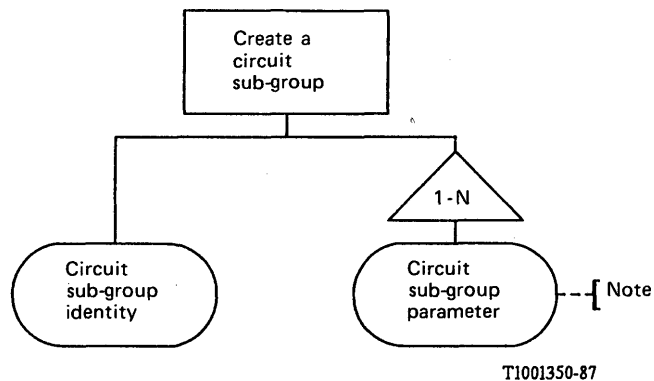 Create a
circuit
sub-group
1-N
Circuit
sub-group
identity
Circuit
sub-group
parameter
Note
T1001350-87